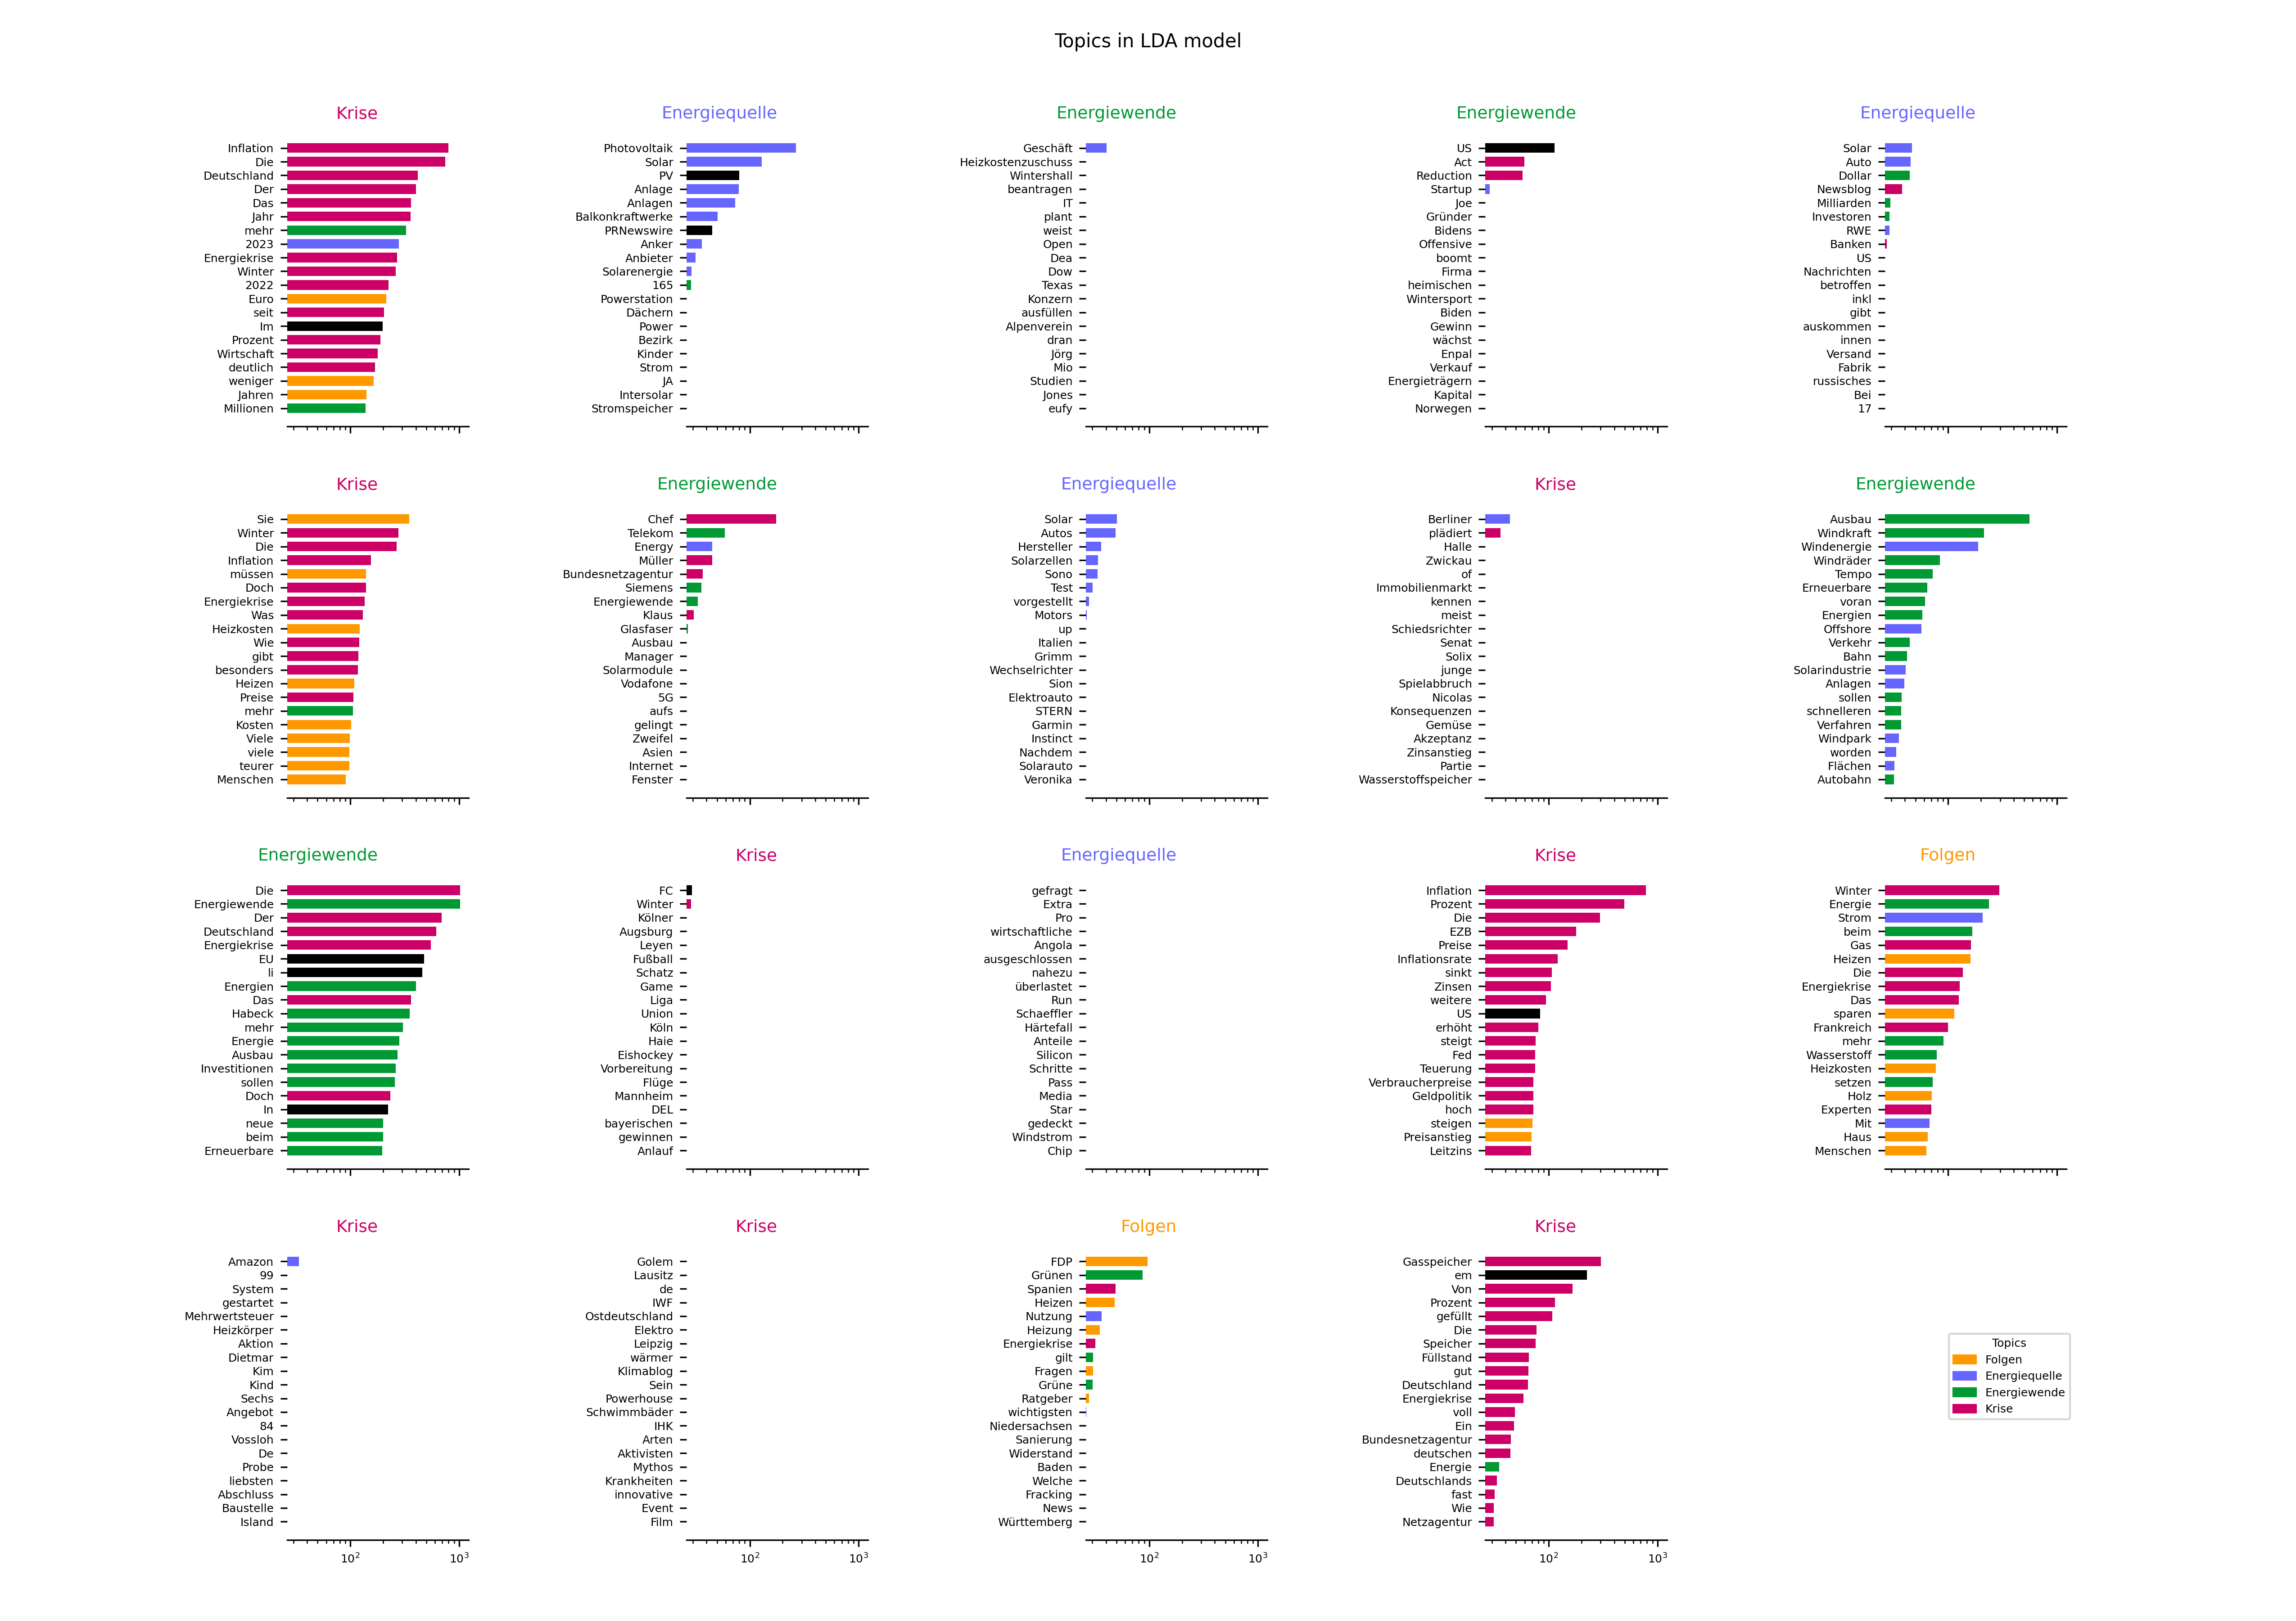 Topics in LDA model
Krise
Inflation
Die
Deutschland
Der
Das
Jahr
mehr
2023
Energiekrise
Winter
2022
Euro
seit
Im
Prozent
Wirtschaft
deutlich
weniger
Jahren
Millionen
Energiequelle
Photovoltaik
Solar
PV
Anlage
Anlagen
Balkonkraftwerke
PRNewswire
Anker
Anbieter
Solarenergie
165
Powerstation
Dächern
Power
Bezirk
Kinder
Strom
JA
Intersolar
Stromspeicher
Energiewende
Geschäft
Heizkostenzuschuss
Wintershall
beantragen
IT
plant
weist
Open
Dea
Dow
Texas
Konzern
ausfüllen
Alpenverein
dran
Jörg
Mio
Studien
Jones
eufy
Energiewende
US
Act
Reduction
Startup
Joe
Gründer
Bidens
Offensive
boomt
Firma
heimischen
Wintersport
Biden
Gewinn
wächst
Enpal
Verkauf
Energieträgern
Kapital
Norwegen
Energiequelle
Solar
Auto
Dollar
Newsblog
Milliarden
Investoren
RWE
Banken
US
Nachrichten
betroffen
inkl
gibt
auskommen
innen
Versand
Fabrik
russisches
Bei
17
Krise
Sie
Winter
Die
Inflation
müssen
Doch
Energiekrise
Was
Heizkosten
Wie
gibt
besonders
Heizen
Preise
mehr
Kosten
Viele
viele
teurer
Menschen
Energiewende
Chef
Telekom
Energy
Müller
Bundesnetzagentur
Siemens
Energiewende
Klaus
Glasfaser
Ausbau
Manager
Solarmodule
Vodafone
5G
aufs
gelingt
Zweifel
Asien
Internet
Fenster
Energiequelle
Solar
Autos
Hersteller
Solarzellen
Sono
Test
vorgestellt
Motors
up
Italien
Grimm
Wechselrichter
Sion
Elektroauto
STERN
Garmin
Instinct
Nachdem
Solarauto
Veronika
Krise
Berliner
plädiert
Halle
Zwickau
of
Immobilienmarkt
kennen
meist
Schiedsrichter
Senat
Solix
junge
Spielabbruch
Nicolas
Konsequenzen
Gemüse
Akzeptanz
Zinsanstieg
Partie
Wasserstoffspeicher
Energiewende
Ausbau
Windkraft
Windenergie
Windräder
Tempo
Erneuerbare
voran
Energien
Offshore
Verkehr
Bahn
Solarindustrie
Anlagen
sollen
schnelleren
Verfahren
Windpark
worden
Flächen
Autobahn
Energiewende
Die
Energiewende
Der
Deutschland
Energiekrise
EU
li
Energien
Das
Habeck
mehr
Energie
Ausbau
Investitionen
sollen
Doch
In
neue
beim
Erneuerbare
Krise
FC
Winter
Kölner
Augsburg
Leyen
Fußball
Schatz
Game
Liga
Union
Köln
Haie
Eishockey
Vorbereitung
Flüge
Mannheim
DEL
bayerischen
gewinnen
Anlauf
Energiequelle
gefragt
Extra
Pro
wirtschaftliche
Angola
ausgeschlossen
nahezu
überlastet
Run
Schaeffler
Härtefall
Anteile
Silicon
Schritte
Pass
Media
Star
gedeckt
Windstrom
Chip
Krise
Inflation
Prozent
Die
EZB
Preise
Inflationsrate
sinkt
Zinsen
weitere
US
erhöht
steigt
Fed
Teuerung
Verbraucherpreise
Geldpolitik
hoch
steigen
Preisanstieg
Leitzins
Folgen
Winter
Energie
Strom
beim
Gas
Heizen
Die
Energiekrise
Das
sparen
Frankreich
mehr
Wasserstoff
Heizkosten
setzen
Holz
Experten
Mit
Haus
Menschen
Krise
Amazon
99
System
gestartet
Mehrwertsteuer
Heizkörper
Aktion
Dietmar
Kim
Kind
Sechs
Angebot
84
Vossloh
De
Probe
liebsten
Abschluss
Baustelle
Island
10² 10³
Krise
Golem
Lausitz
de
IWF
Ostdeutschland
Elektro
Leipzig
wärmer
Klimablog
Sein
Powerhouse
Schwimmbäder
IHK
Arten
Aktivisten
Mythos
Krankheiten
innovative
Event
Film
10² 10³
Folgen
FDP
Grünen
Spanien
Heizen
Nutzung
Heizung
Energiekrise
gilt
Fragen
Grüne
Ratgeber
wichtigsten
Niedersachsen
Sanierung
Widerstand
Baden
Welche
Fracking
News
Württemberg
10² 10³
Krise
Gasspeicher
em
Von
Prozent
gefüllt
Die
Speicher
Füllstand
gut
Deutschland
Energiekrise
voll
Ein
Bundesnetzagentur
deutschen
Energie
Deutschlands
fast
Wie
Netzagentur
10² 10³
Topics
Folgen
Energiequelle
Energiewende
Krise